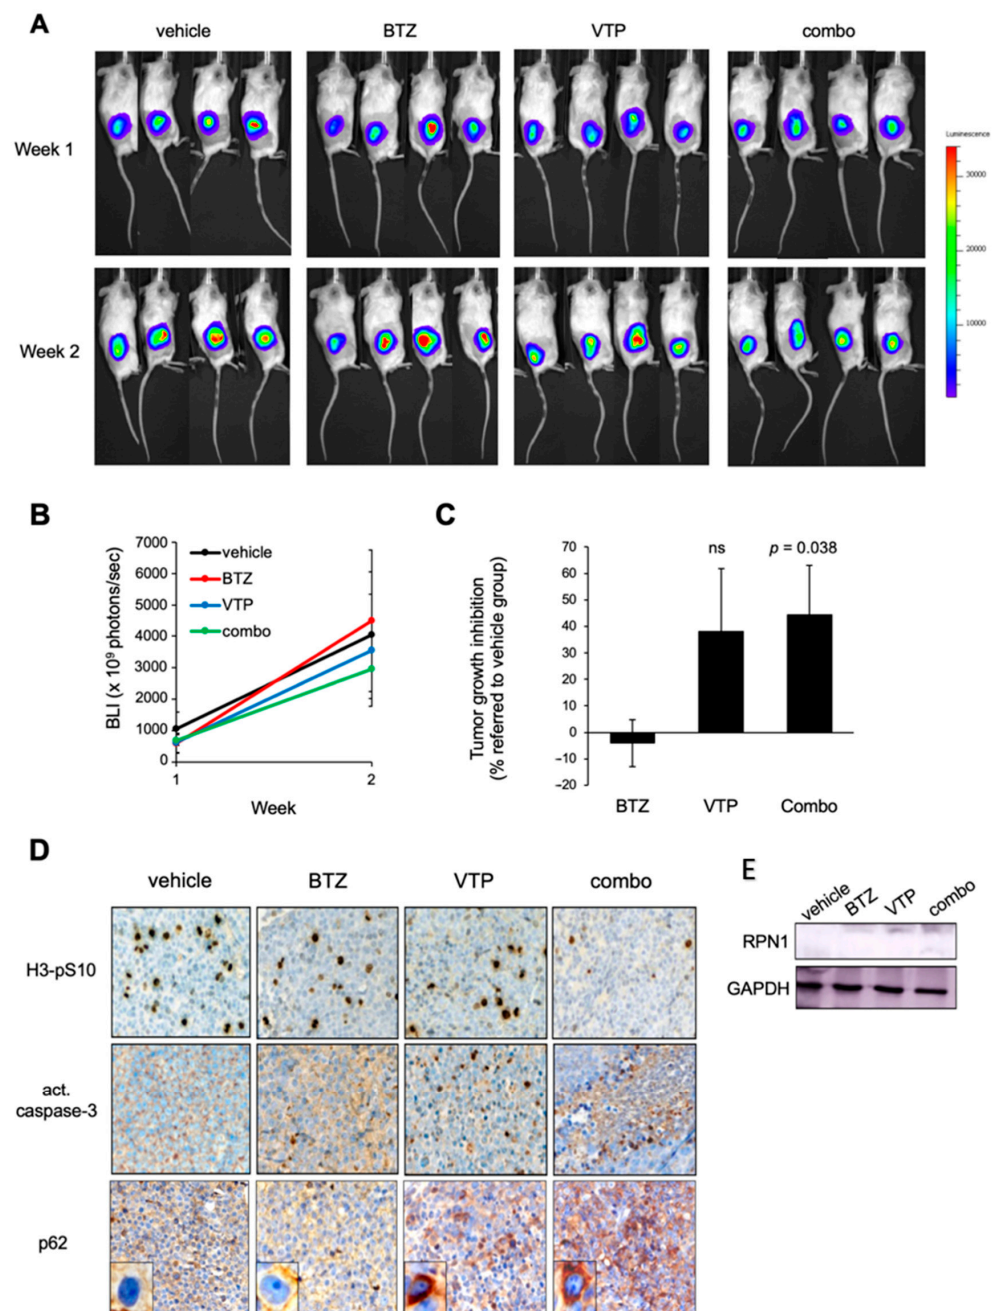 A
vehicle
BTZ
VTP
combo
Week 1
Luminescence
30000
20000
10000
Week 2
B
BLI (x 10⁹ photons/sec)
7000
6000
5000
4000
3000
2000
1000
0
vehicle
BTZ
VTP
combo
1
2
Week
C
Tumor growth inhibition
(% referred to vehicle group)
70
60
50
40
30
20
10
0
−10
−20
ns
p = 0.038
BTZ
VTP
Combo
D
vehicle
BTZ
VTP
combo
H3-pS10
act.
caspase-3
p62
E
vehicle
BTZ
VTP
combo
RPN1
GAPDH